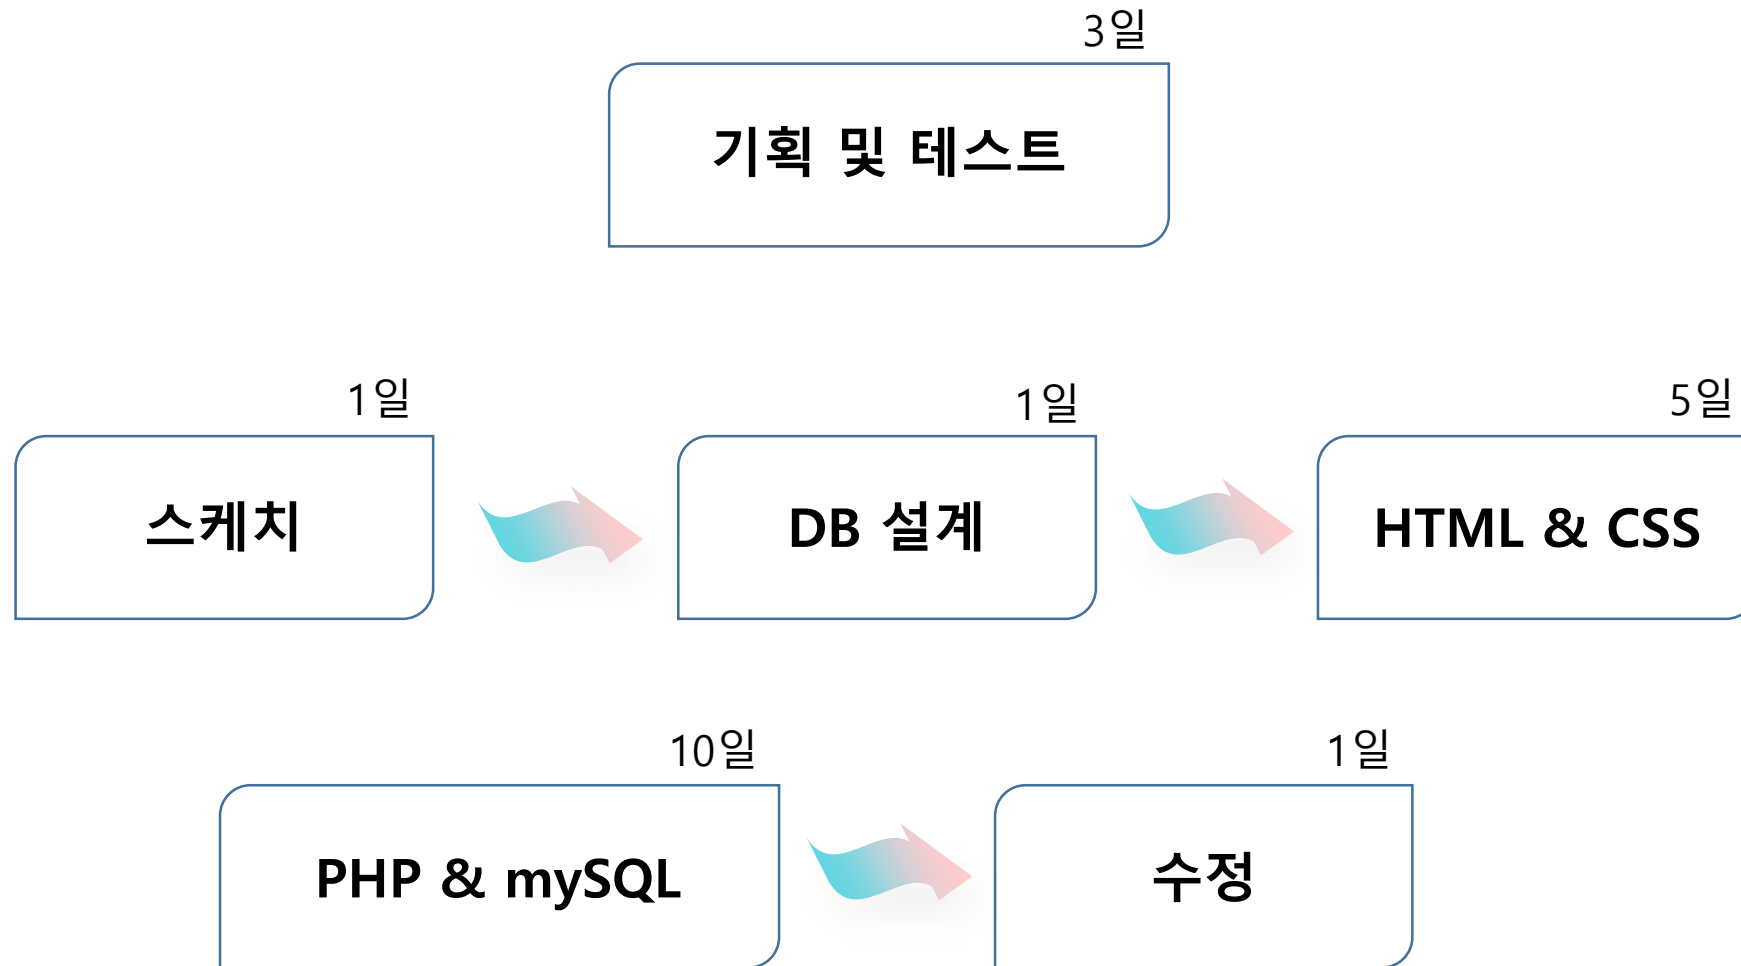 3일
기획 및 테스트
1일
스케치
1일
DB 설계
5일
HTML & CSS
10일
PHP & mySQL
1일
수정